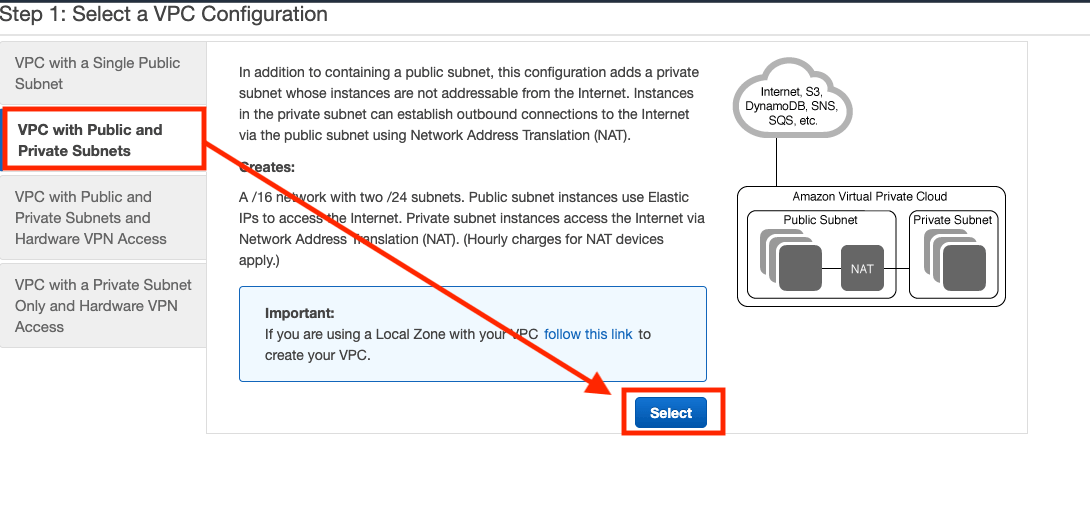 Step 1: Select a VPC Configuration
VPC with a Single Public
Subnet
VPC with Public and
Private Subnets
VPC with Public and
Private Subnets and
Hardware VPN Access
VPC with a Private Subnet
Only and Hardware VPN
Access
In addition to containing a public subnet, this configuration adds a private
subnet whose instances are not addressable from the Internet. Instances
in the private subnet can establish outbound connections to the Internet
via the public subnet using Network Address Translation (NAT).
Creates:
A /16 network with two /24 subnets. Public subnet instances use Elastic
IPs to access the Internet. Private subnet instances access the Internet via
Network Address Translation (NAT). (Hourly charges for NAT devices
apply.)
Important:
If you are using a Local Zone with your VPC follow this link to
create your VPC.
Select
Internet, S3,
DynamoDB, SNS,
SQS, etc.
Amazon Virtual Private Cloud
Public Subnet
Private Subnet
NAT